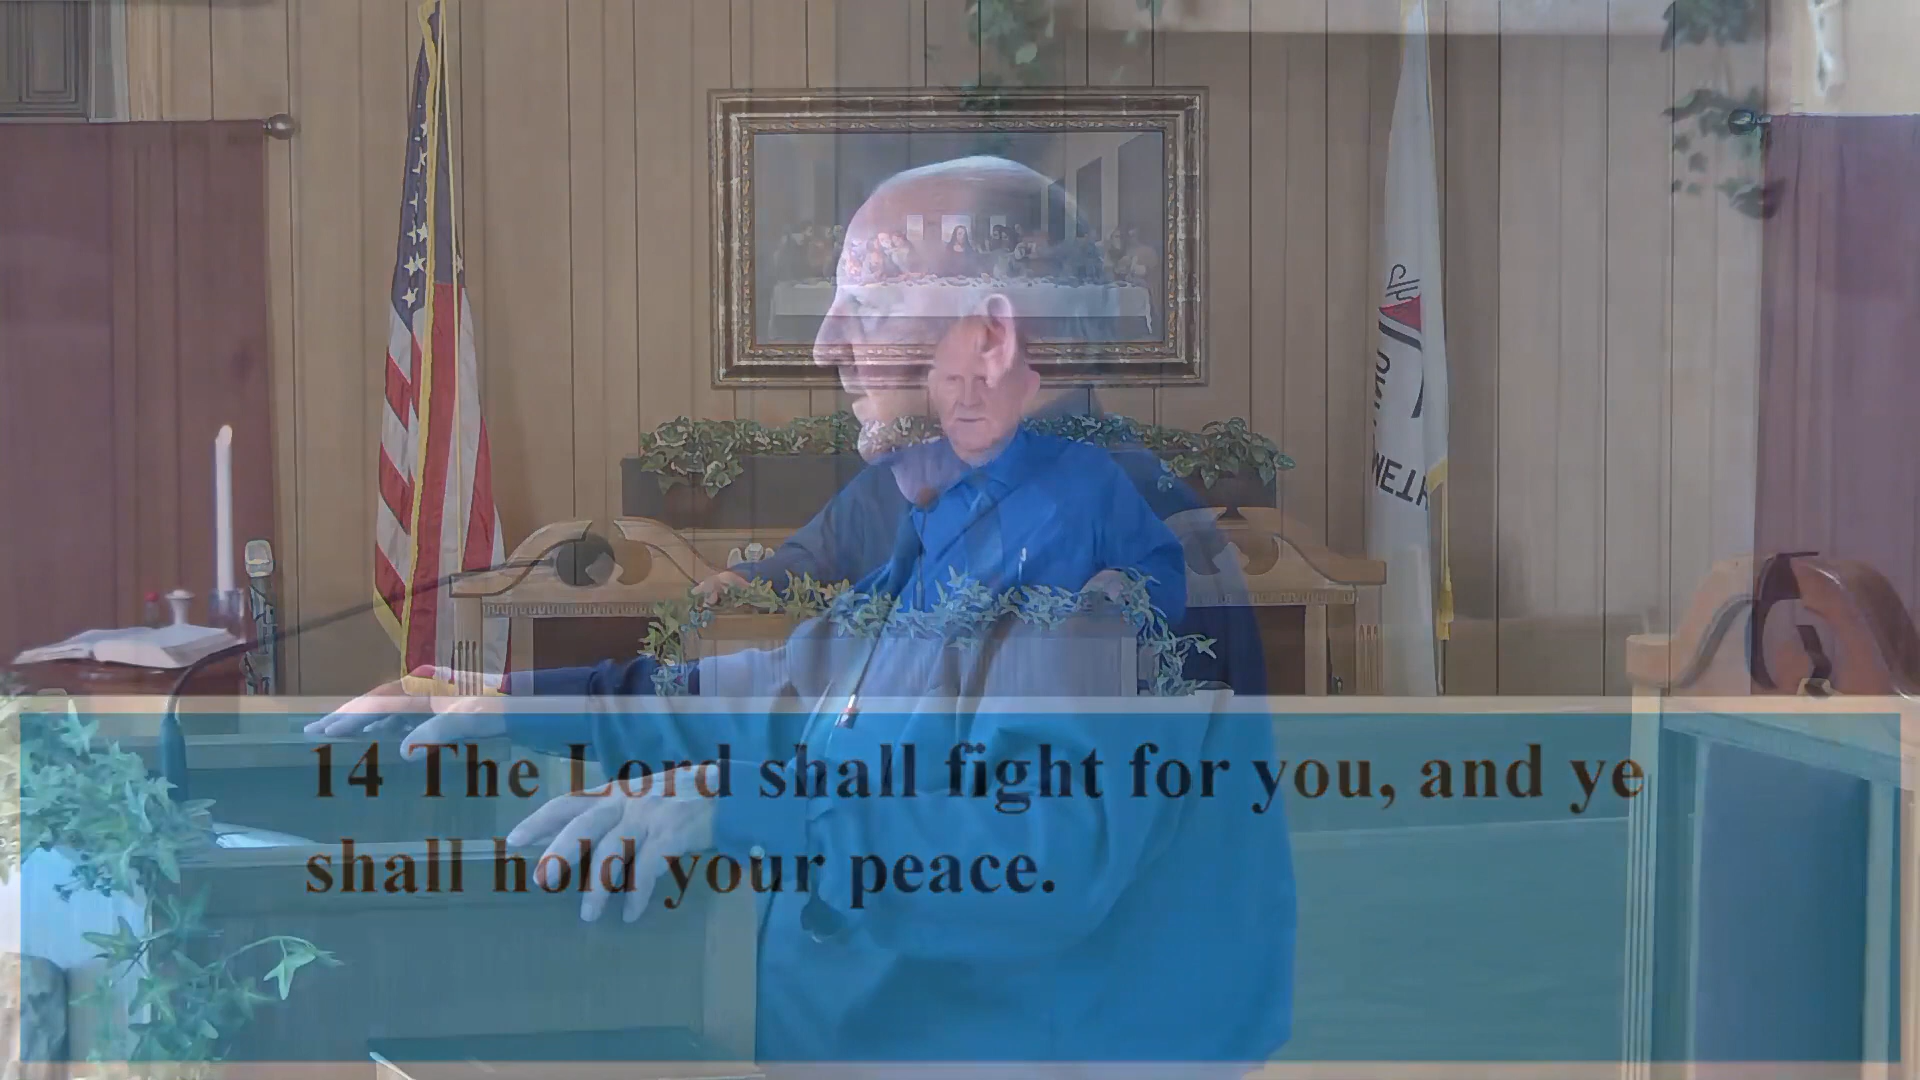 14 The Lord shall fight for you, and ye
shall hold your peace.